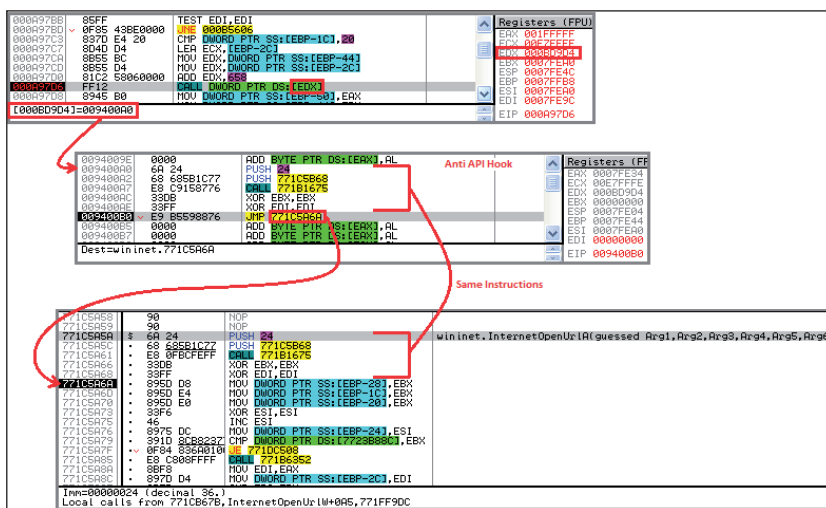 000A97BB 85FF TEST EDI,EDI
000A97BD 0F85 43BE0000 JNE 000B5606
000A97C3 837D E4 20 CMP DWORD PTR SS:[EBP-1C],20
000A97C7 8D4D D4 LEA ECX,[EBP-2C]
000A97CA 8B55 BC MOV EDX,DWORD PTR SS:[EBP-44]
000A97CD 8B55 D4 MOV EDX,DWORD PTR SS:[EBP-2C]
000A97D0 81C2 58060000 ADD EDX,658
000A97D6 FF12 CALL DWORD PTR DS:[EDX]
000A97D8 8945 B0 MOV DWORD PTR SS:[EBP-50],EAX
[000BD9D4]=009400A0
Registers (FPU)
EAX 001FFFFF
ECX 00E7FFFF
EDX 000BD9D4
EBX 0007FEA0
ESP 0007FE4C
EBP 0007FFB8
ESI 0007FEA0
EDI 0007FE9C
EIP 000A97D6
0094009E 0000 ADD BYTE PTR DS:[EAX],AL
009400A0 6A 24 PUSH 24
009400A2 68 685B1C77 PUSH 771C5B68
009400A7 E8 C9158776 CALL 771B1675
009400AC 33DB XOR EBX,EBX
009400AE 33FF XOR EDI,EDI
009400B0 E9 B5598876 JMP 771C5A6A
009400B5 0000 ADD BYTE PTR DS:[EAX],AL
009400B7 0000 ADD BYTE PTR DS:[EAX],AL
Dest=wininet.771C5A6A
Anti API Hook
Registers (FF
EAX 0007FE34
ECX 00E7FFFE
EDX 000BD9D4
EBX 00000000
ESP 0007FE04
EBP 0007FE44
ESI 0007FEA0
EDI 00000000
EIP 009400B0
Same Instructions
771C5A58 90 NOP
771C5A59 90 NOP
771C5A5A $ 6A 24 PUSH 24 wininet.InternetOpenUrlA(guessed Arg1,Arg2,Arg3,Arg4,Arg5,Arg6
771C5A5C . 68 685B1C77 PUSH 771C5B68
771C5A61 . E8 0FBCFEFF CALL 771B1675
771C5A66 . 33DB XOR EBX,EBX
771C5A68 . 33FF XOR EDI,EDI
771C5A6A . 895D D8 MOV DWORD PTR SS:[EBP-28],EBX
771C5A6D . 895D E4 MOV DWORD PTR SS:[EBP-1C],EBX
771C5A70 . 895D E0 MOV DWORD PTR SS:[EBP-20],EBX
771C5A73 . 33F6 XOR ESI,ESI
771C5A75 . 46 INC ESI
771C5A76 . 8975 DC MOV DWORD PTR SS:[EBP-24],ESI
771C5A79 . 391D 8CB82377 CMP DWORD PTR DS:[7723B88C],EBX
771C5A7F . 0F84 836A0100 JE 771DC508
771C5A85 . E8 C808FFFF CALL 771B6352
771C5A8A . 8BF8 MOV EDI,EAX
771C5A8C . 897D D4 MOV DWORD PTR SS:[EBP-2C],EDI
Imm=00000024 (decimal 36.)
Local calls from 771CB67B,InternetOpenUrlW+0A5,771FF9DC